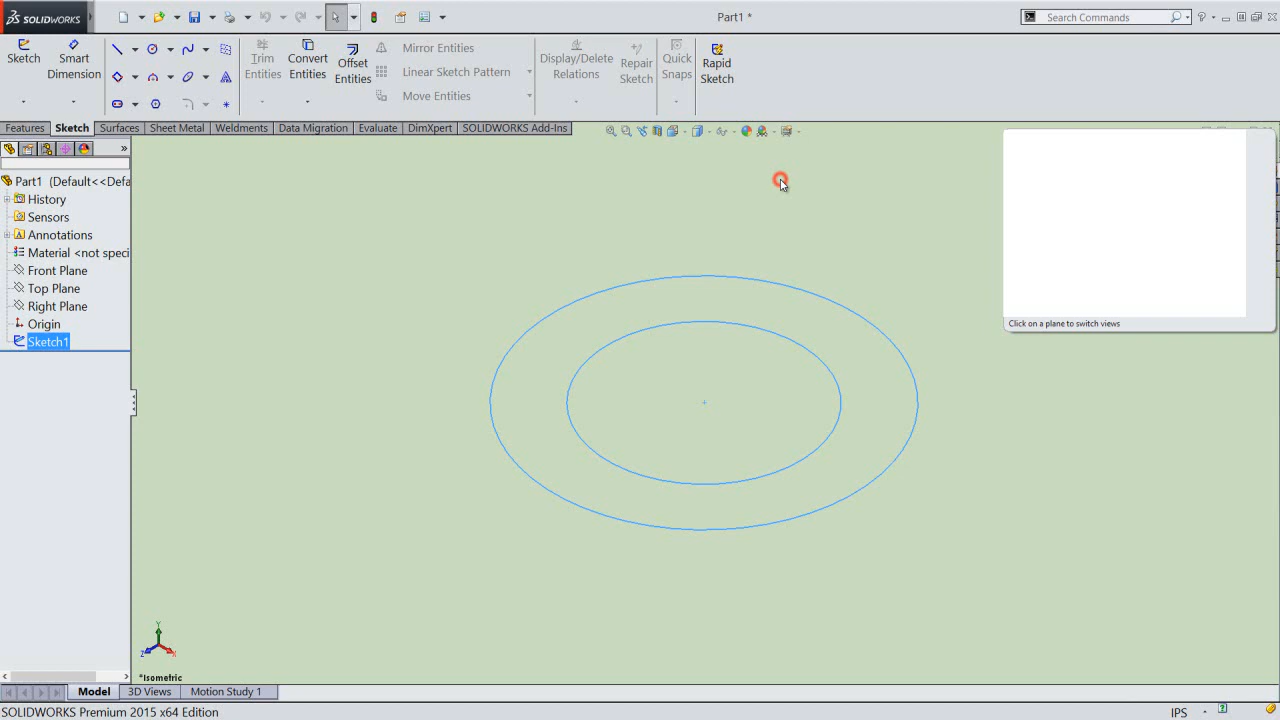 SOLIDWORKS
Part1 *
Search Commands
Sketch
Smart
Dimension
Trim
Entities
Convert
Entities
Offset
Entities
Mirror Entities
Linear Sketch Pattern
Move Entities
Display/Delete
Relations
Repair
Sketch
Quick
Snaps
Rapid
Sketch
Features
Sketch
Surfaces
Sheet Metal
Weldments
Data Migration
Evaluate
DimXpert
SOLIDWORKS Add-Ins
Part1 (Default<<Defa
History
Sensors
Annotations
Material <not speci
Front Plane
Top Plane
Right Plane
Origin
Sketch1
Click on a plane to switch views
Y
Z
X
*Isometric
Model
3D Views
Motion Study 1
SOLIDWORKS Premium 2015 x64 Edition
IPS